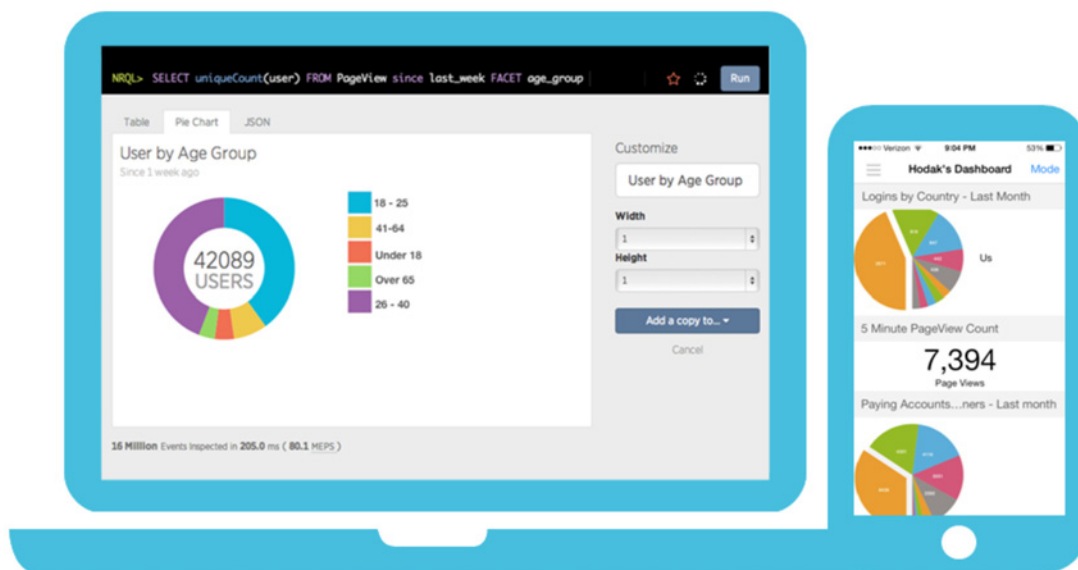 NRQL> SELECT uniqueCount(user) FROM PageView since last_week FACET age_group
Run
Table
Pie Chart
JSON
User by Age Group
Since 1 week ago
42089
USERS
18 - 25
41-64
Under 18
Over 65
26 - 40
Customize
User by Age Group
Width
1
Height
1
Add a copy to...
Cancel
16 Million Events Inspected in 205.0 ms ( 80.1 MEPS )
Verizon 9:04 PM 53%
Hodak's Dashboard Mode
Logins by Country - Last Month
Us
5 Minute PageView Count
7,394
Page Views
Paying Accounts...ners - Last month